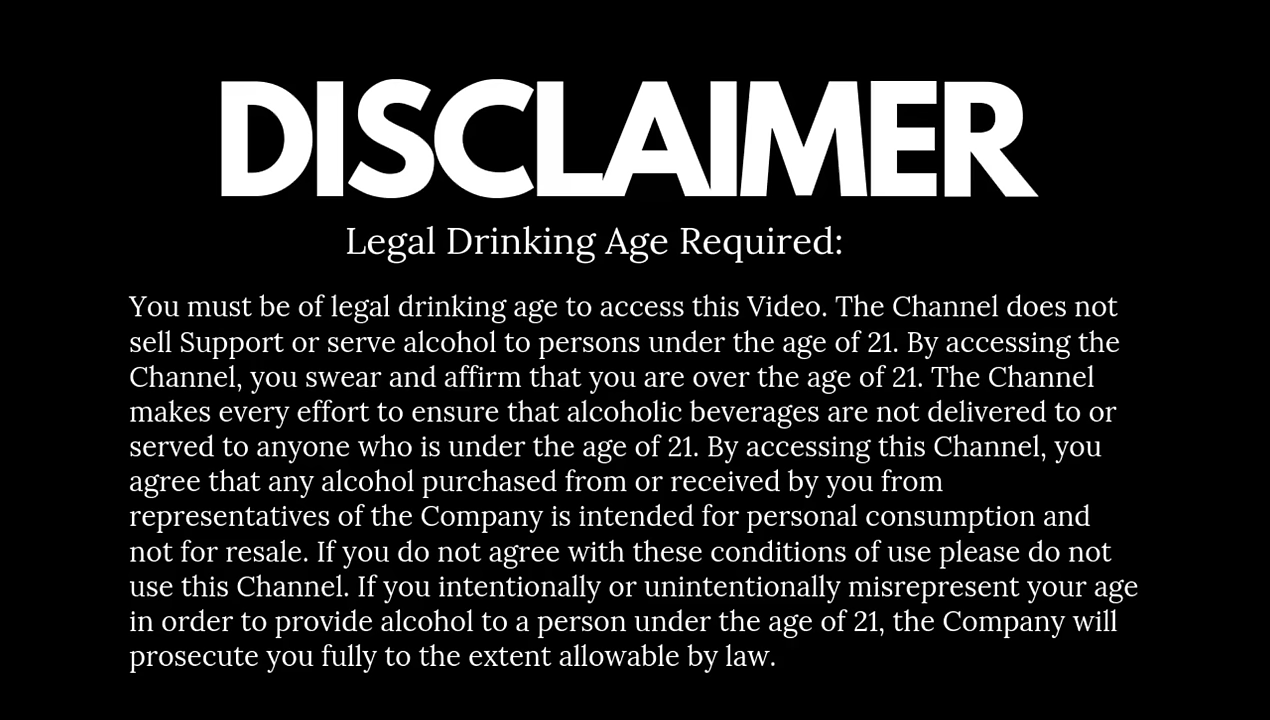 DISCLAIMER
Legal Drinking Age Required:
You must be of legal drinking age to access this Video. The Channel does not
sell Support or serve alcohol to persons under the age of 21. By accessing the
Channel, you swear and affirm that you are over the age of 21. The Channel
makes every effort to ensure that alcoholic beverages are not delivered to or
served to anyone who is under the age of 21. By accessing this Channel, you
agree that any alcohol purchased from or received by you from
representatives of the Company is intended for personal consumption and
not for resale. If you do not agree with these conditions of use please do not
use this Channel. If you intentionally or unintentionally misrepresent your age
in order to provide alcohol to a person under the age of 21, the Company will
prosecute you fully to the extent allowable by law.